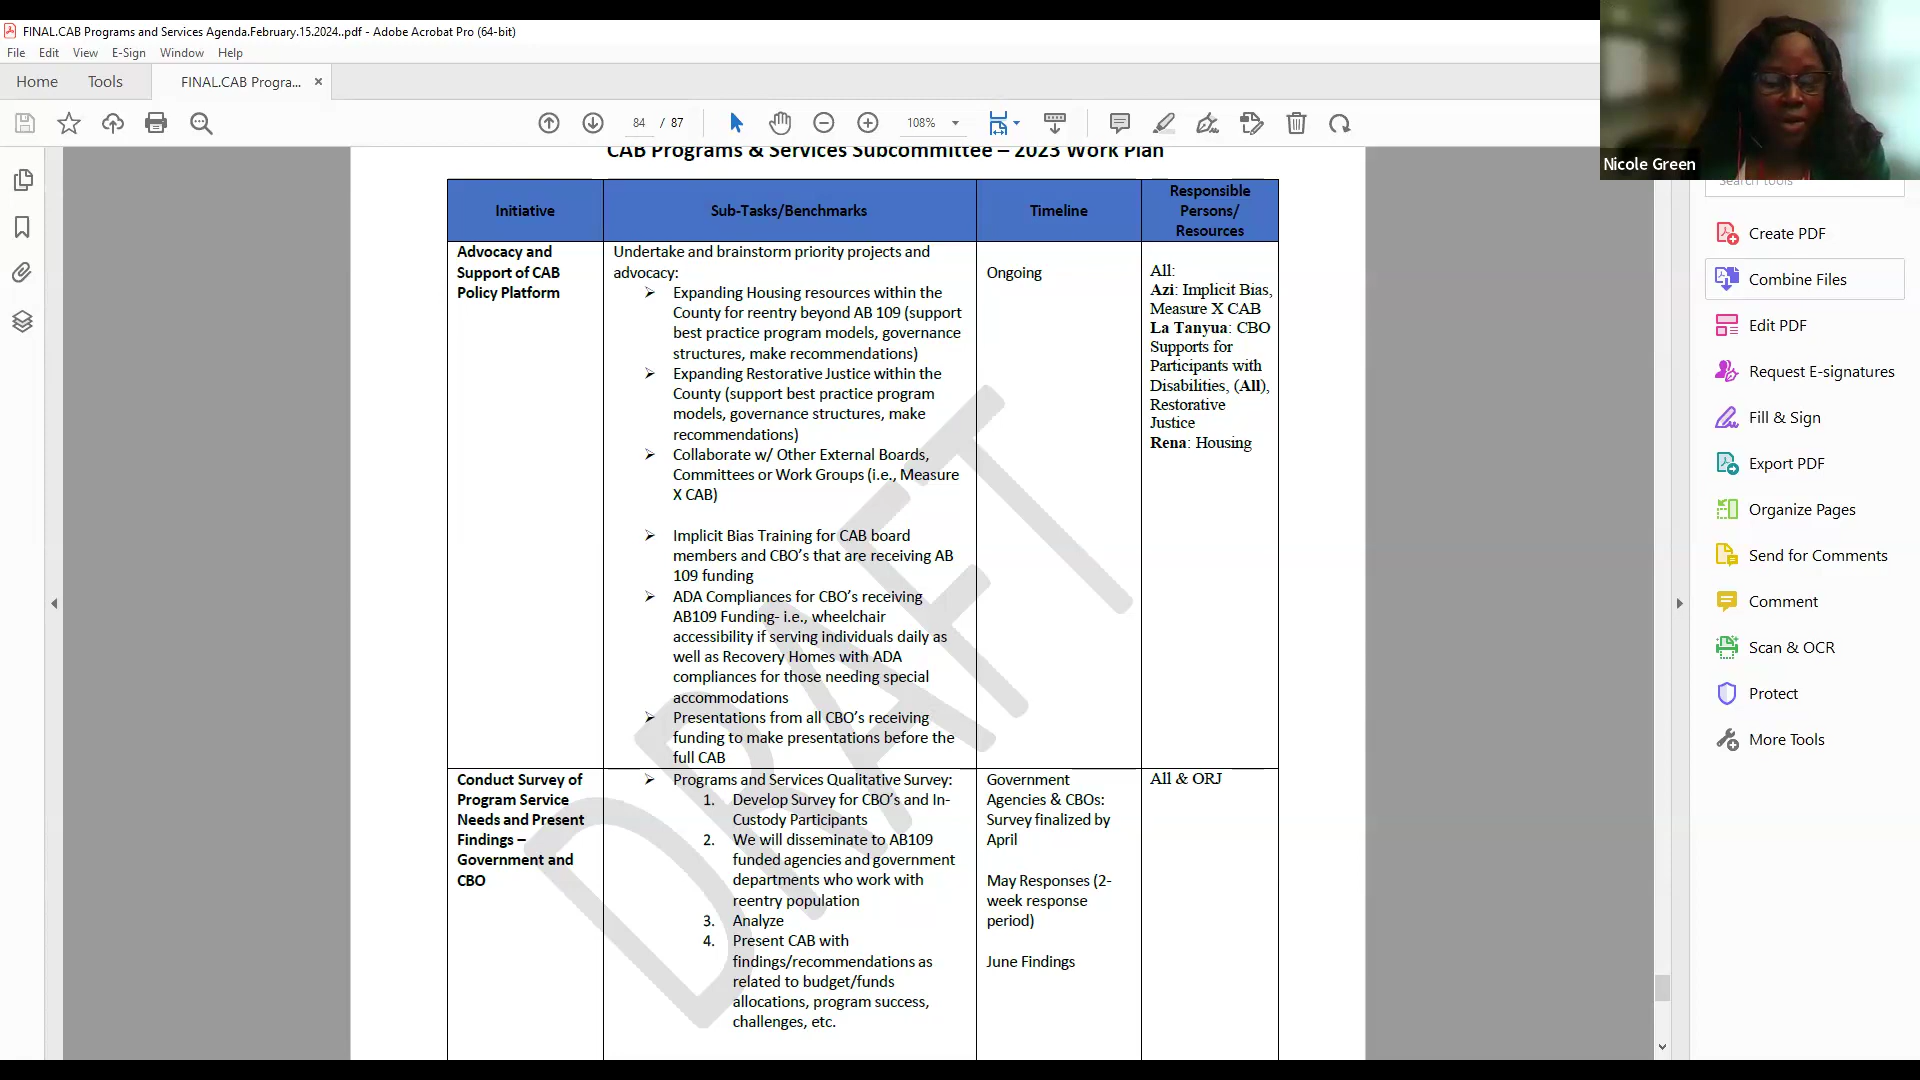 FINAL.CAB Programs and Services Agenda.February.15.2024..pdf - Adobe Acrobat Pro (64-bit)
File Edit View E-Sign Window Help
Home Tools FINAL.CAB Progra... ×
84 / 87 108%
Nicole Green
CAB Programs & Services Subcommittee – 2023 Work Plan
Initiative
Sub-Tasks/Benchmarks
Timeline
Responsible
Persons/
Resources
Advocacy and
Support of CAB
Policy Platform
Undertake and brainstorm priority projects and
advocacy:
➢ Expanding Housing resources within the
County for reentry beyond AB 109 (support
best practice program models, governance
structures, make recommendations)
➢ Expanding Restorative Justice within the
County (support best practice program
models, governance structures, make
recommendations)
➢ Collaborate w/ Other External Boards,
Committees or Work Groups (i.e., Measure
X CAB)
➢ Implicit Bias Training for CAB board
members and CBO’s that are receiving AB
109 funding
➢ ADA Compliances for CBO’s receiving
AB109 Funding- i.e., wheelchair
accessibility if serving individuals daily as
well as Recovery Homes with ADA
compliances for those needing special
accommodations
➢ Presentations from all CBO’s receiving
funding to make presentations before the
full CAB
Ongoing
All:
Azi: Implicit Bias,
Measure X CAB
La Tanyua: CBO
Supports for
Participants with
Disabilities, (All),
Restorative
Justice
Rena: Housing
Conduct Survey of
Program Service
Needs and Present
Findings –
Government and
CBO
➢ Programs and Services Qualitative Survey:
1. Develop Survey for CBO’s and In-
Custody Participants
2. We will disseminate to AB109
funded agencies and government
departments who work with
reentry population
3. Analyze
4. Present CAB with
findings/recommendations as
related to budget/funds
allocations, program success,
challenges, etc.
Government
Agencies & CBOs:
Survey finalized by
April
May Responses (2-
week response
period)
June Findings
All & ORJ
DRAFT
Search tools
Create PDF
Combine Files
Edit PDF
Request E-signatures
Fill & Sign
Export PDF
Organize Pages
Send for Comments
Comment
Scan & OCR
Protect
More Tools